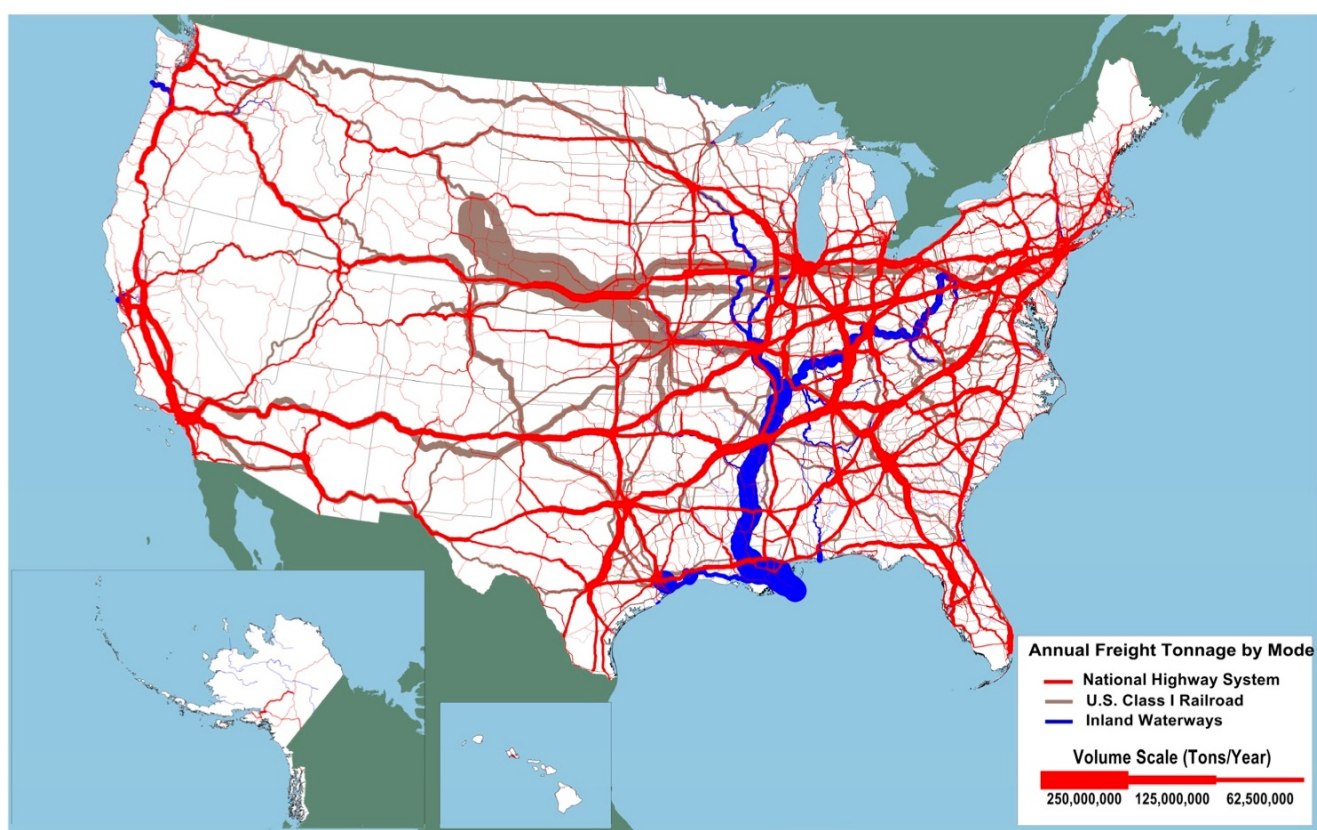 Annual Freight Tonnage by Mode
National Highway System
U.S. Class I Railroad
Inland Waterways
Volume Scale (Tons/Year)
250,000,000 125,000,000 62,500,000